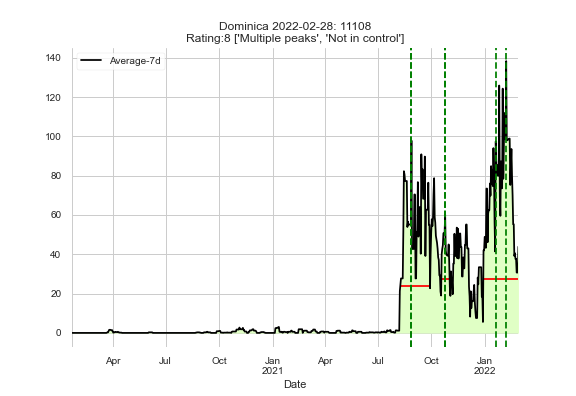 Dominica 2022-02-28: 11108
Rating:8 ['Multiple peaks', 'Not in control']
Average-7d
140
120
100
80
60
40
20
0
Apr Jul Oct Jan Apr Jul Oct Jan
2021 2022
Date